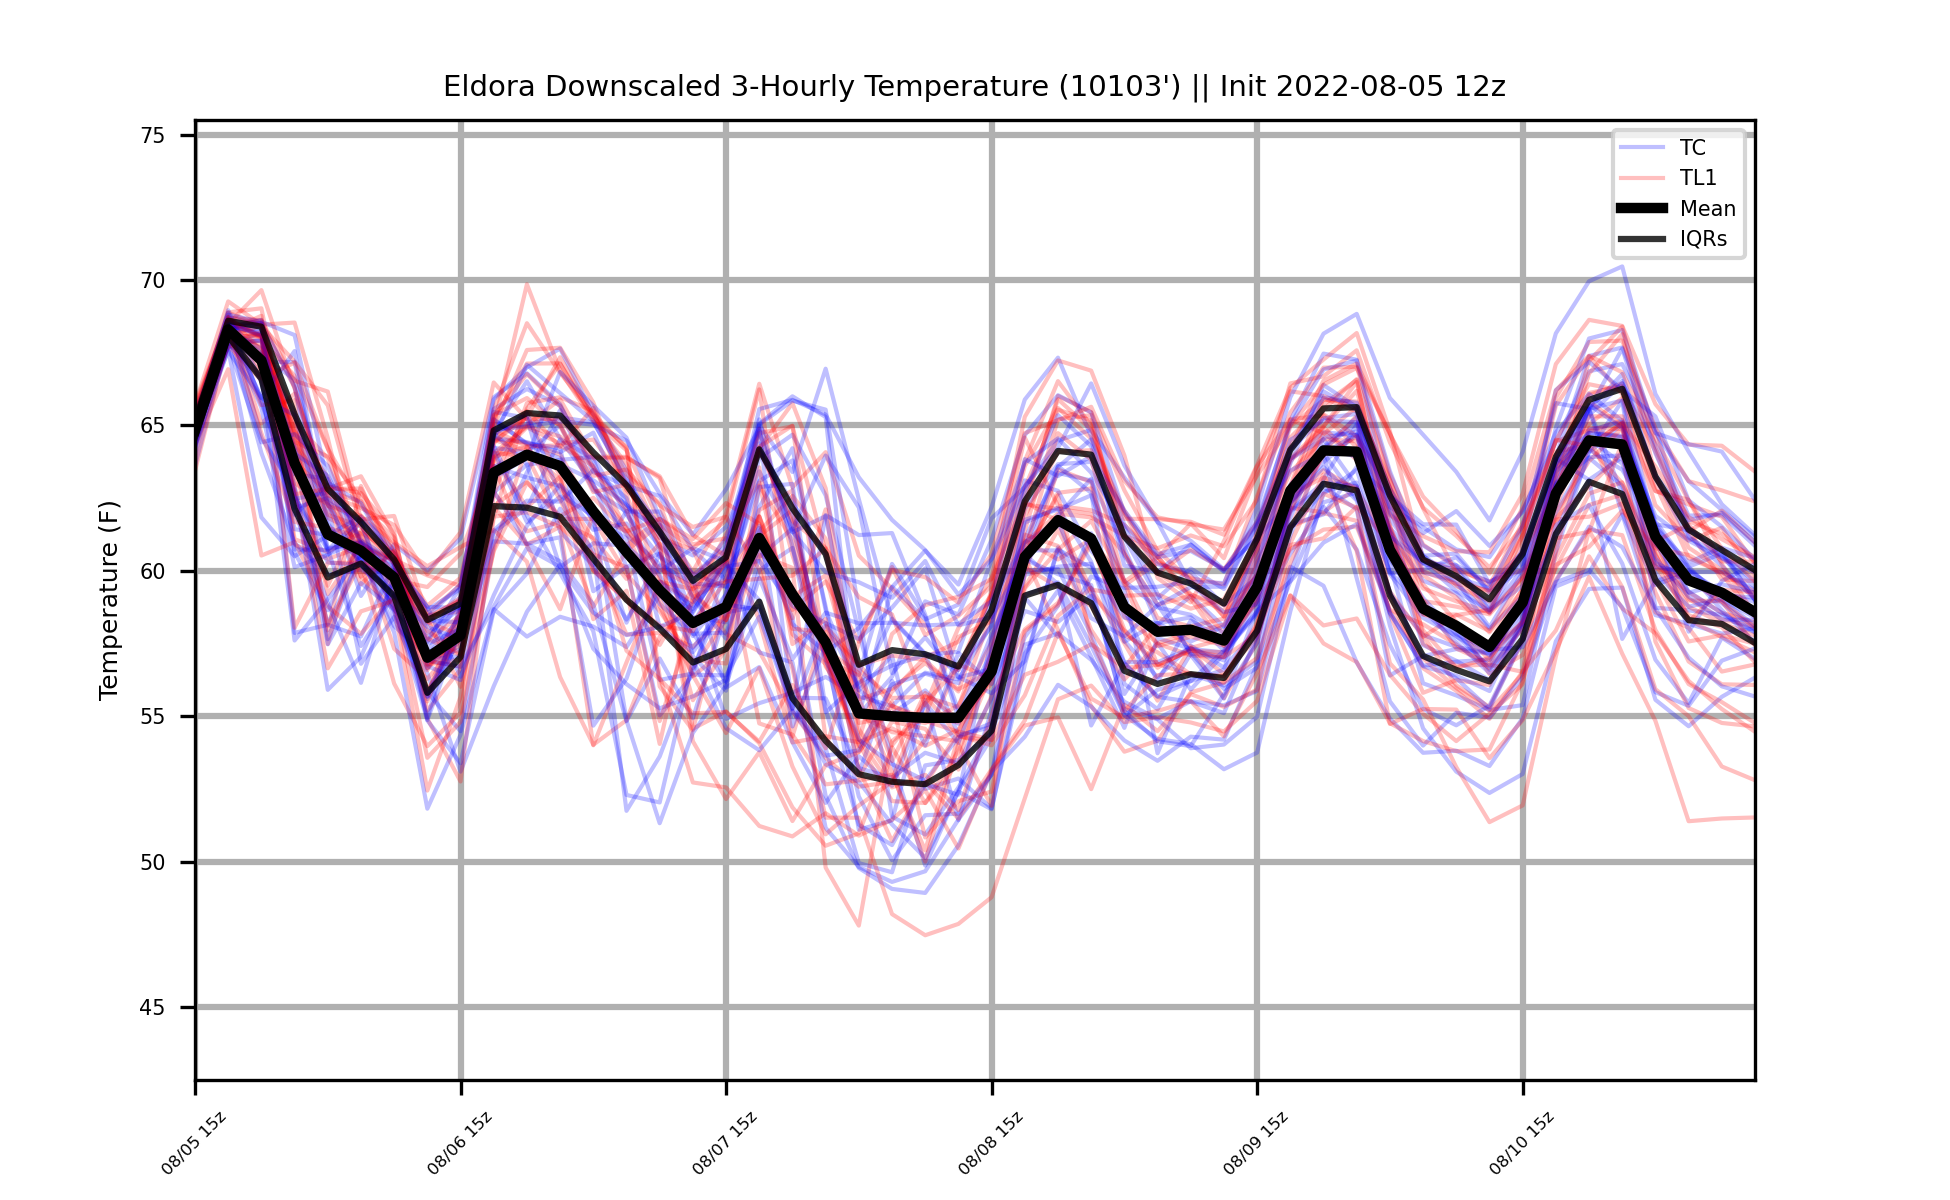 Eldora Downscaled 3-Hourly Temperature (10103') || Init 2022-08-05 12z
TC
TL1
Mean
IQRs
Temperature (F)
75
70
65
60
55
50
45
08/05 15z
08/06 15z
08/07 15z
08/08 15z
08/09 15z
08/10 15z